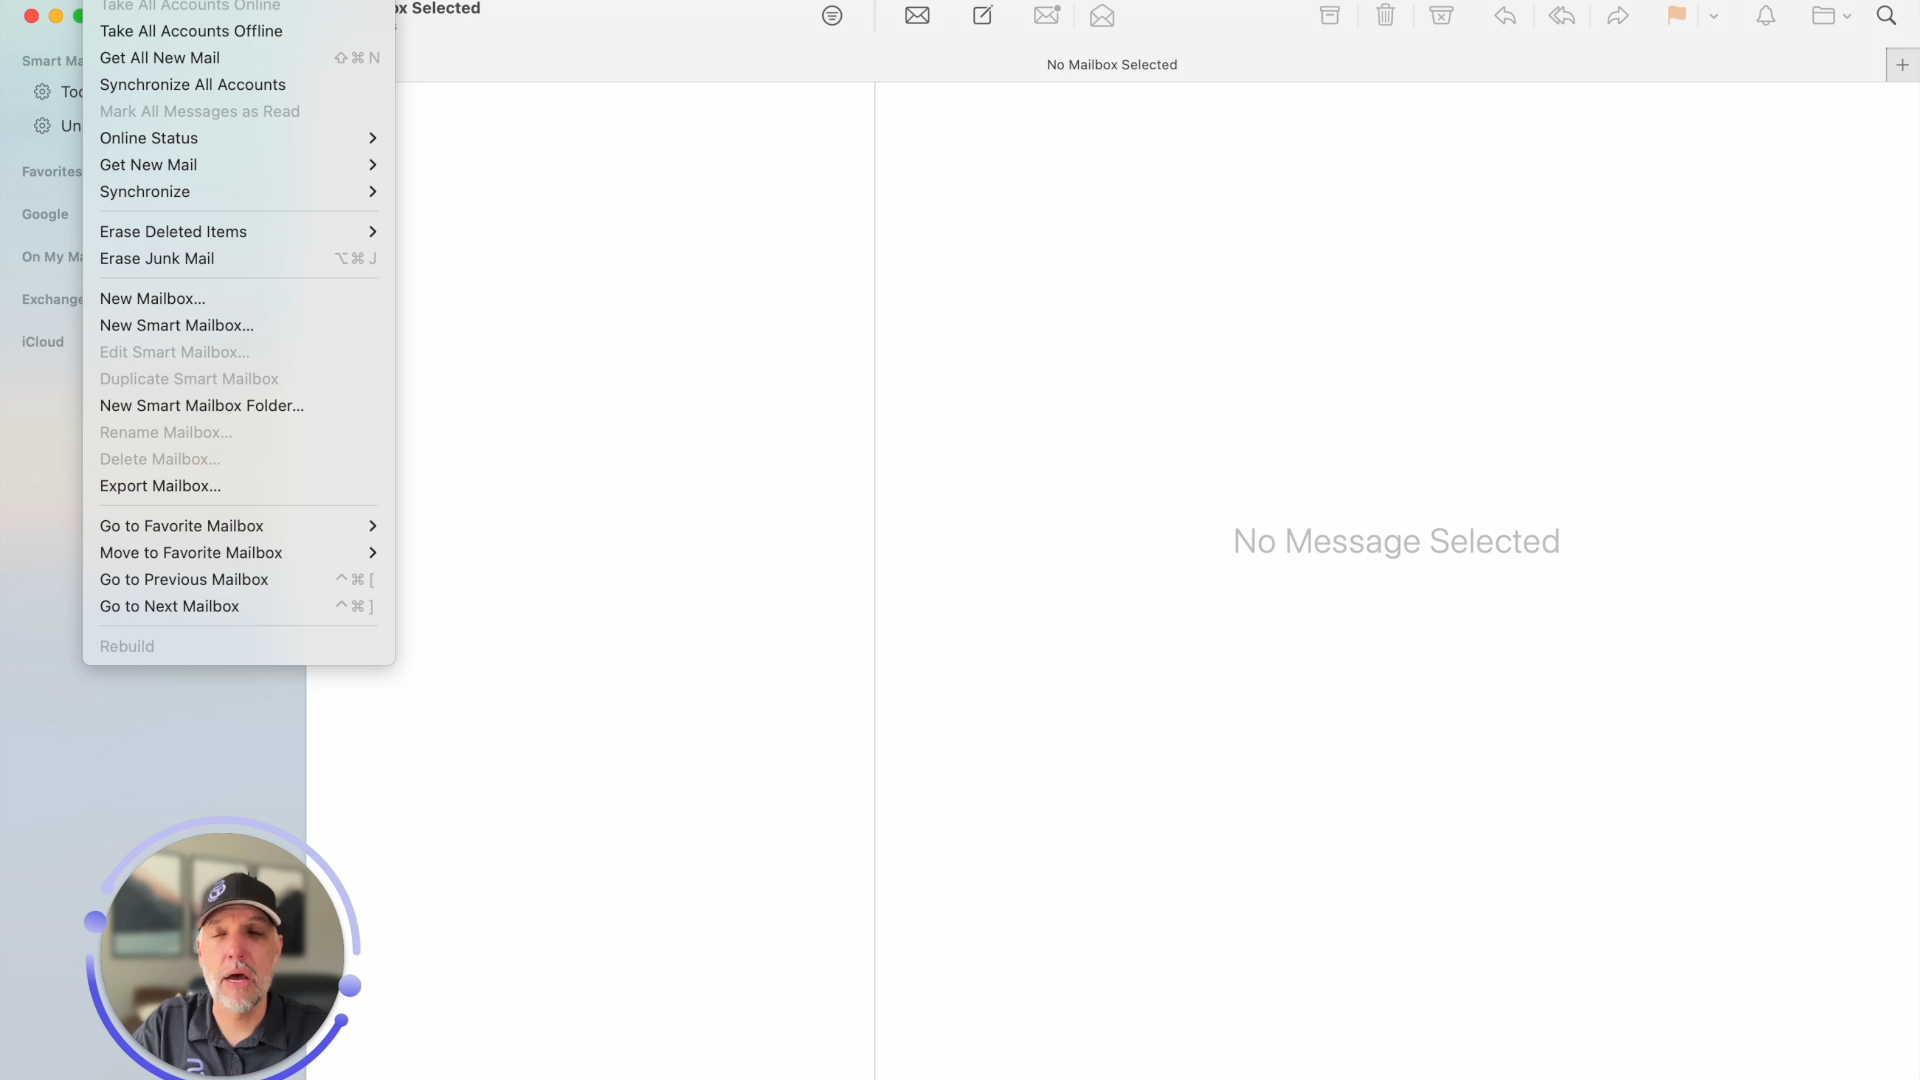 Take All Accounts Online
Take All Accounts Offline
Get All New Mail ⇧⌘N
Synchronize All Accounts
Mark All Messages as Read
Online Status
Get New Mail
Synchronize
Erase Deleted Items
Erase Junk Mail ⌥⌘J
New Mailbox...
New Smart Mailbox...
Edit Smart Mailbox...
Duplicate Smart Mailbox
New Smart Mailbox Folder...
Rename Mailbox...
Delete Mailbox...
Export Mailbox...
Go to Favorite Mailbox
Move to Favorite Mailbox
Go to Previous Mailbox ^⌘[
Go to Next Mailbox ^⌘]
Rebuild
Smart Ma
Too
Un
Favorites
Google
On My Ma
Exchange
iCloud
ox Selected
No Mailbox Selected
No Message Selected